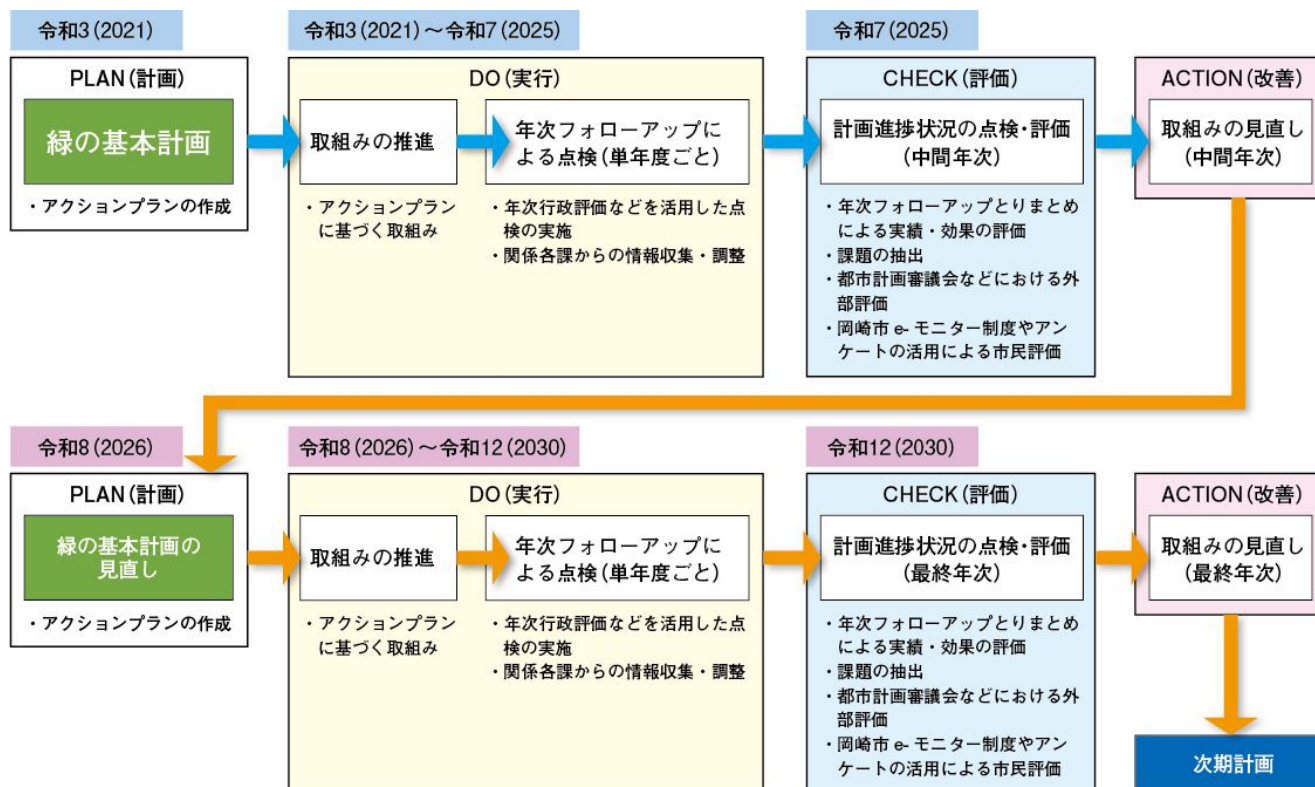 令和3(2021)
令和3(2021)～令和7(2025)
令和7(2025)
PLAN(計画)
緑の基本計画
・アクションプランの作成
DO(実行)
取組みの推進
・アクションプラン
に基づく取組み
年次フォローアップに
よる点検(単年度ごと)
・年次行政評価などを活用した点
検の実施
・関係各課からの情報収集・調整
CHECK(評価)
計画進捗状況の点検・評価
(中間年次)
・年次フォローアップとりまとめ
による実績・効果の評価
・課題の抽出
・都市計画審議会などにおける外
部評価
・岡崎市 e- モニター制度やアン
ケートの活用による市民評価
ACTION(改善)
取組みの見直し
(中間年次)
令和8(2026)
令和8(2026)～令和12(2030)
令和12(2030)
PLAN(計画)
緑の基本計画の
見直し
・アクションプランの作成
DO(実行)
取組みの推進
・アクションプラン
に基づく取組み
年次フォローアップに
よる点検(単年度ごと)
・年次行政評価などを活用した点
検の実施
・関係各課からの情報収集・調整
CHECK(評価)
計画進捗状況の点検・評価
(最終年次)
・年次フォローアップとりまとめ
による実績・効果の評価
・課題の抽出
・都市計画審議会などにおける外
部評価
・岡崎市 e- モニター制度やアン
ケートの活用による市民評価
ACTION(改善)
取組みの見直し
(最終年次)
次期計画